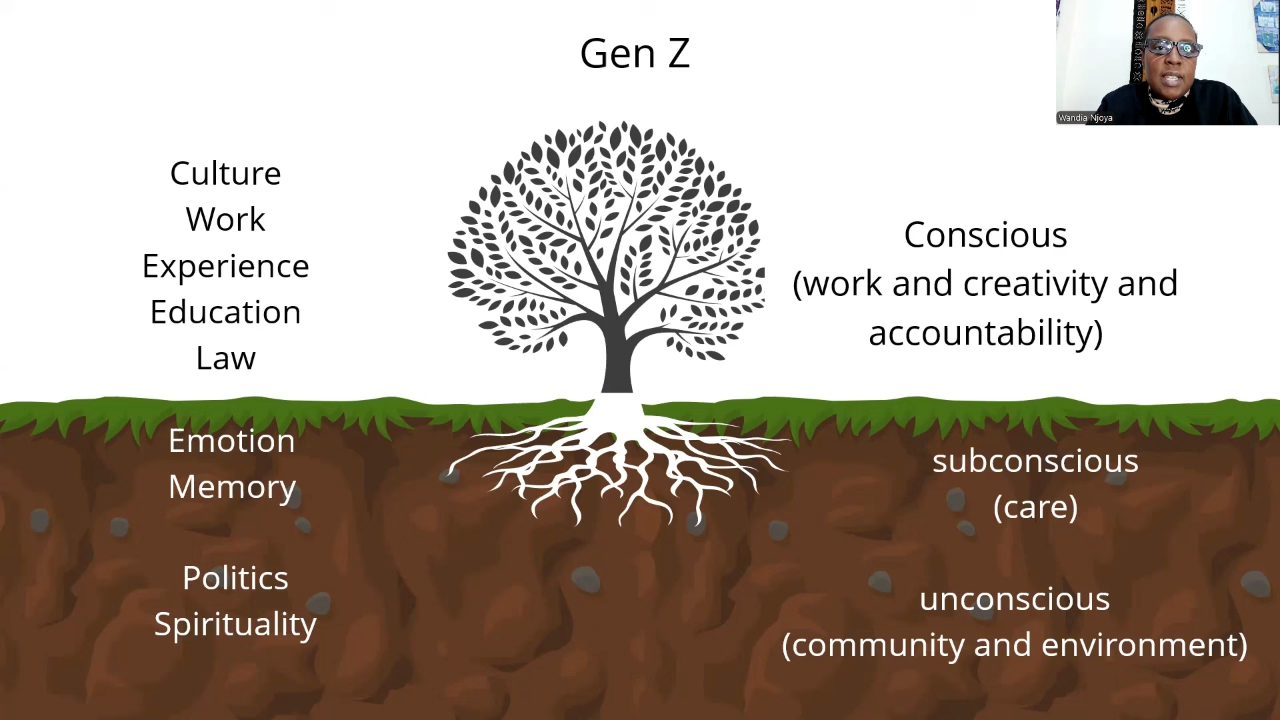 Gen Z
Wandia Njoya
Culture
Work
Experience
Education
Law
Conscious
(work and creativity and
accountability)
Emotion
Memory
subconscious
(care)
Politics
Spirituality
unconscious
(community and environment)